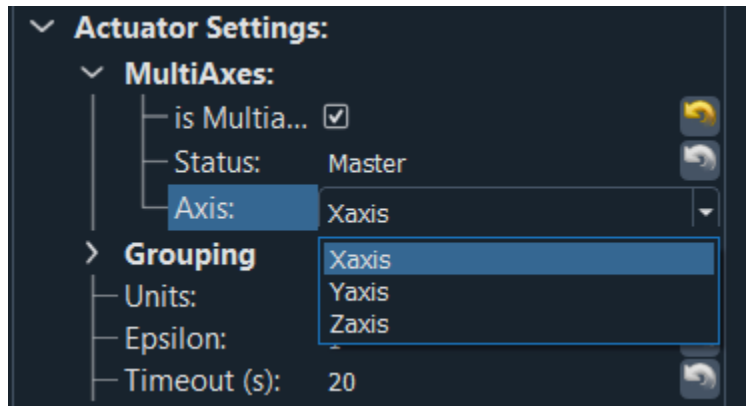 Actuator Settings:
MultiAxes:
is Multia...
Status: Master
Axis: Xaxis
Grouping
Xaxis
Units:
Yaxis
Epsilon:
Zaxis
Timeout (s): 20